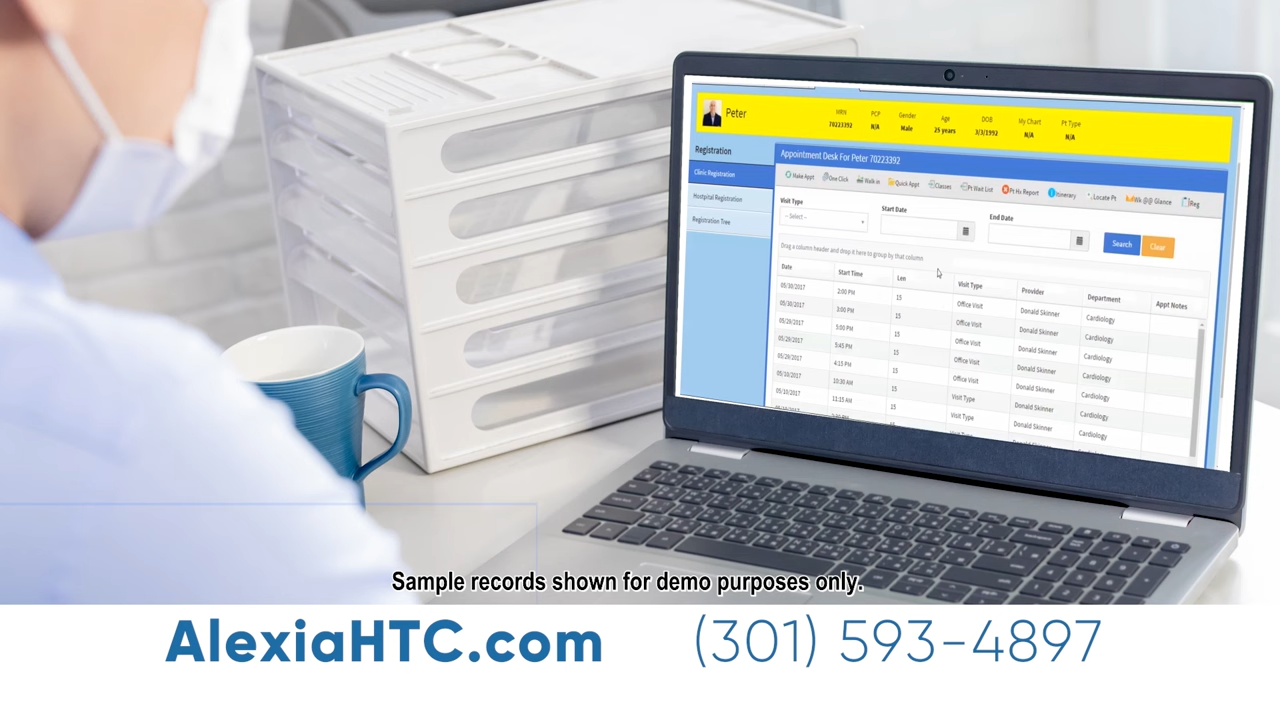 Peter
MRN PCP Gender Age DOB My Chart Pt Type
70223392 N/A Male 25 years 3/3/1992 N/A N/A
Registration
Clinic Registration
Hostpital Registration
Registration Tree
Appointment Desk For Peter 70223392
Make Appt One Click Walk-in Quick Appt Classes Pt Wait List Pt Hx Report Itinerary Locate Pt Wk @@ Glance Reg
Visit Type Start Date End Date
- Select - Search Clear
Drag a column header and drop it here to group by that column
Date Start Time Len Visit Type Provider Department Appt Notes
05/30/2017 2:00 PM 15 Office Visit Donald Skinner Cardiology
05/30/2017 3:00 PM 15 Office Visit Donald Skinner Cardiology
05/29/2017 5:00 PM 15 Office Visit Donald Skinner Cardiology
05/29/2017 5:45 PM 15 Office Visit Donald Skinner Cardiology
05/29/2017 4:15 PM 15 Office Visit Donald Skinner Cardiology
05/10/2017 10:30 AM 15 Visit Type Donald Skinner Cardiology
05/10/2017 11:15 AM 15 Visit Type Donald Skinner Cardiology
Sample records shown for demo purposes only.
AlexiaHTC.com (301) 593-4897